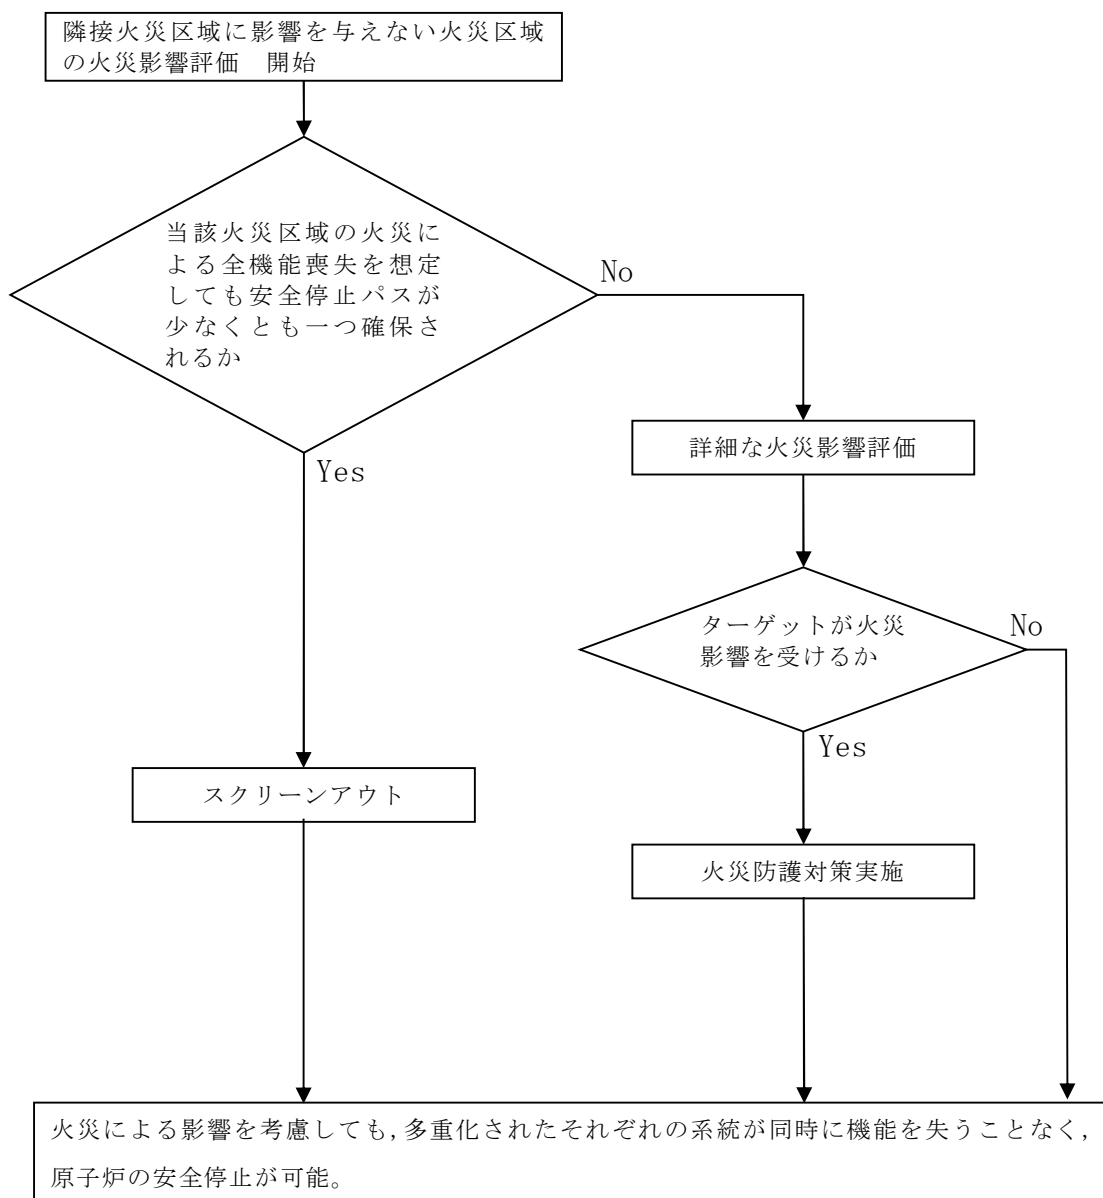 隣接火災区域に影響を与えない火災区域
の火災影響評価　開始
当該火災区域の火災に
よる全機能喪失を想定
しても安全停止パスが
少なくとも一つ確保さ
れるか
No
Yes
詳細な火災影響評価
ターゲットが火災
影響を受けるか
No
Yes
スクリーンアウト
火災防護対策実施
火災による影響を考慮しても,多重化されたそれぞれの系統が同時に機能を失うことなく,
原子炉の安全停止が可能。